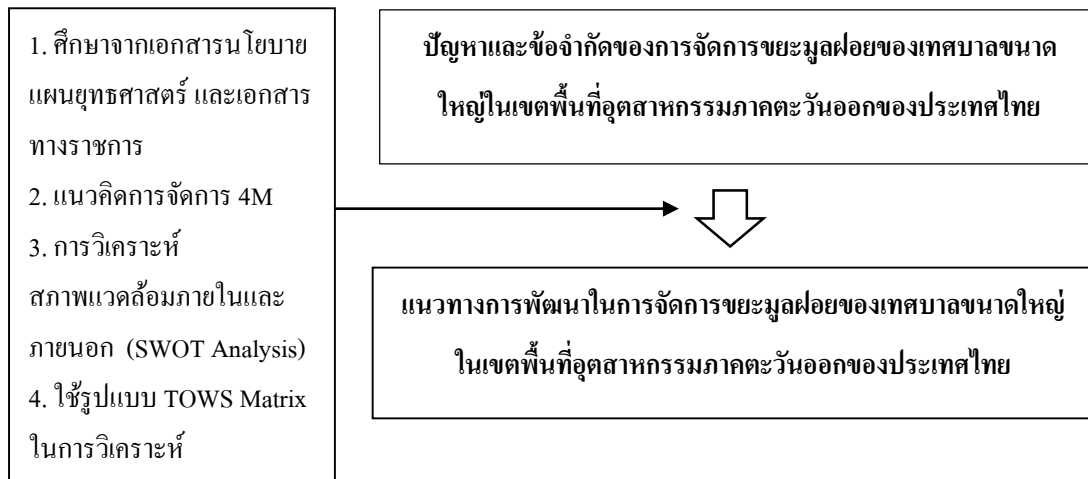 1. ศึกษาจากเอกสารนโยบาย
แผนยุทธศาสตร์ และเอกสาร
ทางราชการ
2. แนวคิดการจัดการ 4M
3. การวิเคราะห์
สภาพแวดล้อมภายในและ
ภายนอก (SWOT Analysis)
4. ใช้รูปแบบ TOWS Matrix
ในการวิเคราะห์
ปัญหาและข้อจำกัดของการจัดการขยะมูลฝอยของเทศบาลขนาด
ใหญ่ในเขตพื้นที่อุตสาหกรรมภาคตะวันออกของประเทศไทย
แนวทางการพัฒนาในการจัดการขยะมูลฝอยของเทศบาลขนาดใหญ่
ในเขตพื้นที่อุตสาหกรรมภาคตะวันออกของประเทศไทย